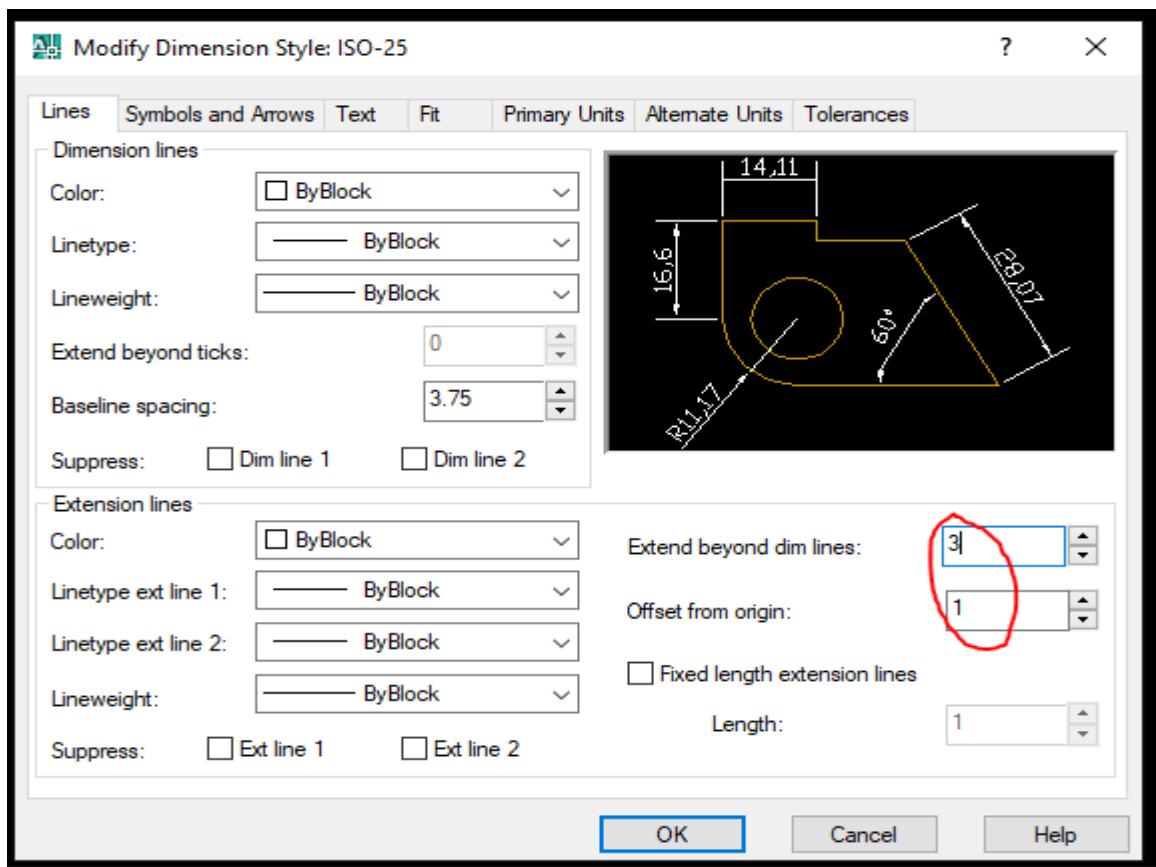 Modify Dimension Style: ISO-25 ? ×
Lines Symbols and Arrows Text Fit Primary Units Alternate Units Tolerances
Dimension lines
Color: ByBlock
Linetype: ByBlock
Lineweight: ByBlock
Extend beyond ticks: 0
Baseline spacing: 3.75
Suppress: Dim line 1 Dim line 2
14,11
16,6
28,07
60°
R11,17
Extension lines
Color: ByBlock
Linetype ext line 1: ByBlock
Linetype ext line 2: ByBlock
Lineweight: ByBlock
Suppress: Ext line 1 Ext line 2
Extend beyond dim lines: 3
Offset from origin: 1
Fixed length extension lines
Length: 1
OK Cancel Help